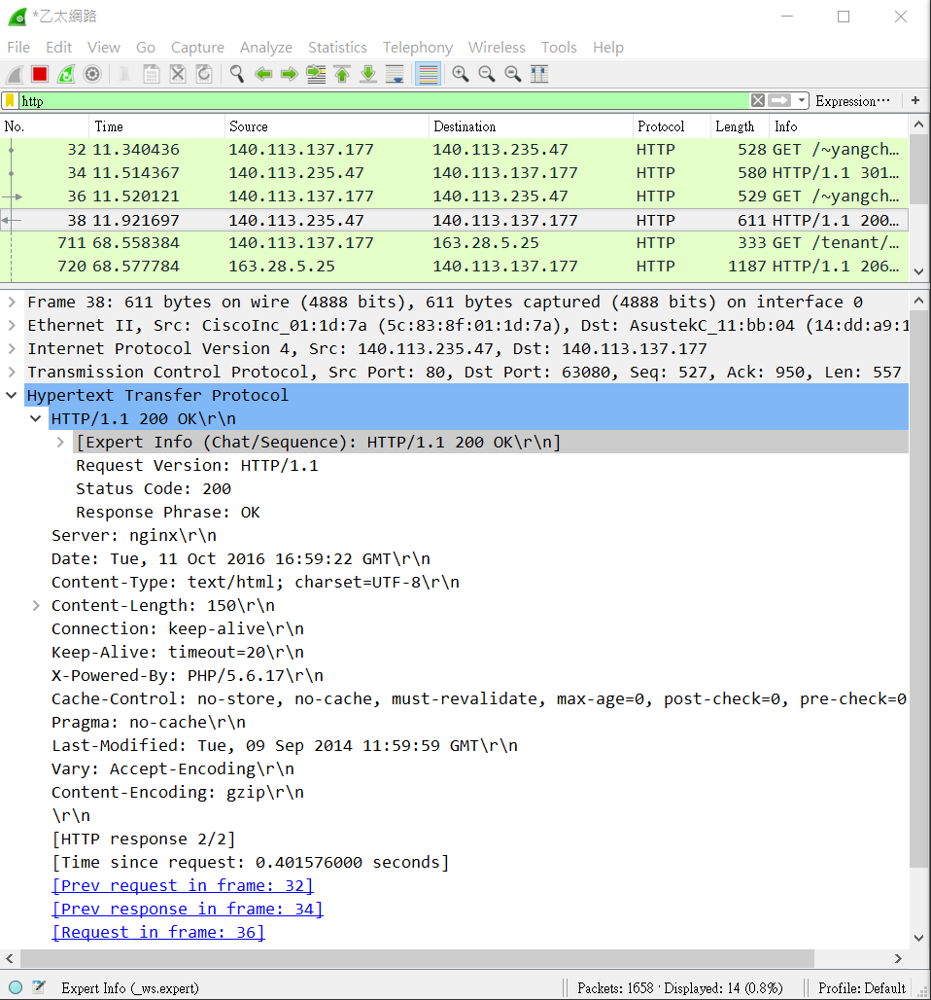 *乙太網路
File Edit View Go Capture Analyze Statistics Telephony Wireless Tools Help
http Expression··· +
No. Time Source Destination Protocol Length Info
32 11.340436 140.113.137.177 140.113.235.47 HTTP 528 GET /~yangch…
34 11.514367 140.113.235.47 140.113.137.177 HTTP 580 HTTP/1.1 301…
36 11.520121 140.113.137.177 140.113.235.47 HTTP 529 GET /~yangch…
38 11.921697 140.113.235.47 140.113.137.177 HTTP 611 HTTP/1.1 200…
711 68.558384 140.113.137.177 163.28.5.25 HTTP 333 GET /tenant/…
720 68.577784 163.28.5.25 140.113.137.177 HTTP 1187 HTTP/1.1 206…
Frame 38: 611 bytes on wire (4888 bits), 611 bytes captured (4888 bits) on interface 0
Ethernet II, Src: CiscoInc_01:1d:7a (5c:83:8f:01:1d:7a), Dst: AsustekC_11:bb:04 (14:dd:a9:1
Internet Protocol Version 4, Src: 140.113.235.47, Dst: 140.113.137.177
Transmission Control Protocol, Src Port: 80, Dst Port: 63080, Seq: 527, Ack: 950, Len: 557
Hypertext Transfer Protocol
HTTP/1.1 200 OK\r\n
[Expert Info (Chat/Sequence): HTTP/1.1 200 OK\r\n]
Request Version: HTTP/1.1
Status Code: 200
Response Phrase: OK
Server: nginx\r\n
Date: Tue, 11 Oct 2016 16:59:22 GMT\r\n
Content-Type: text/html; charset=UTF-8\r\n
Content-Length: 150\r\n
Connection: keep-alive\r\n
Keep-Alive: timeout=20\r\n
X-Powered-By: PHP/5.6.17\r\n
Cache-Control: no-store, no-cache, must-revalidate, max-age=0, post-check=0, pre-check=0
Pragma: no-cache\r\n
Last-Modified: Tue, 09 Sep 2014 11:59:59 GMT\r\n
Vary: Accept-Encoding\r\n
Content-Encoding: gzip\r\n
\r\n
[HTTP response 2/2]
[Time since request: 0.401576000 seconds]
[Prev request in frame: 32]
[Prev response in frame: 34]
[Request in frame: 36]
Expert Info (_ws.expert) Packets: 1658 · Displayed: 14 (0.8%) Profile: Default